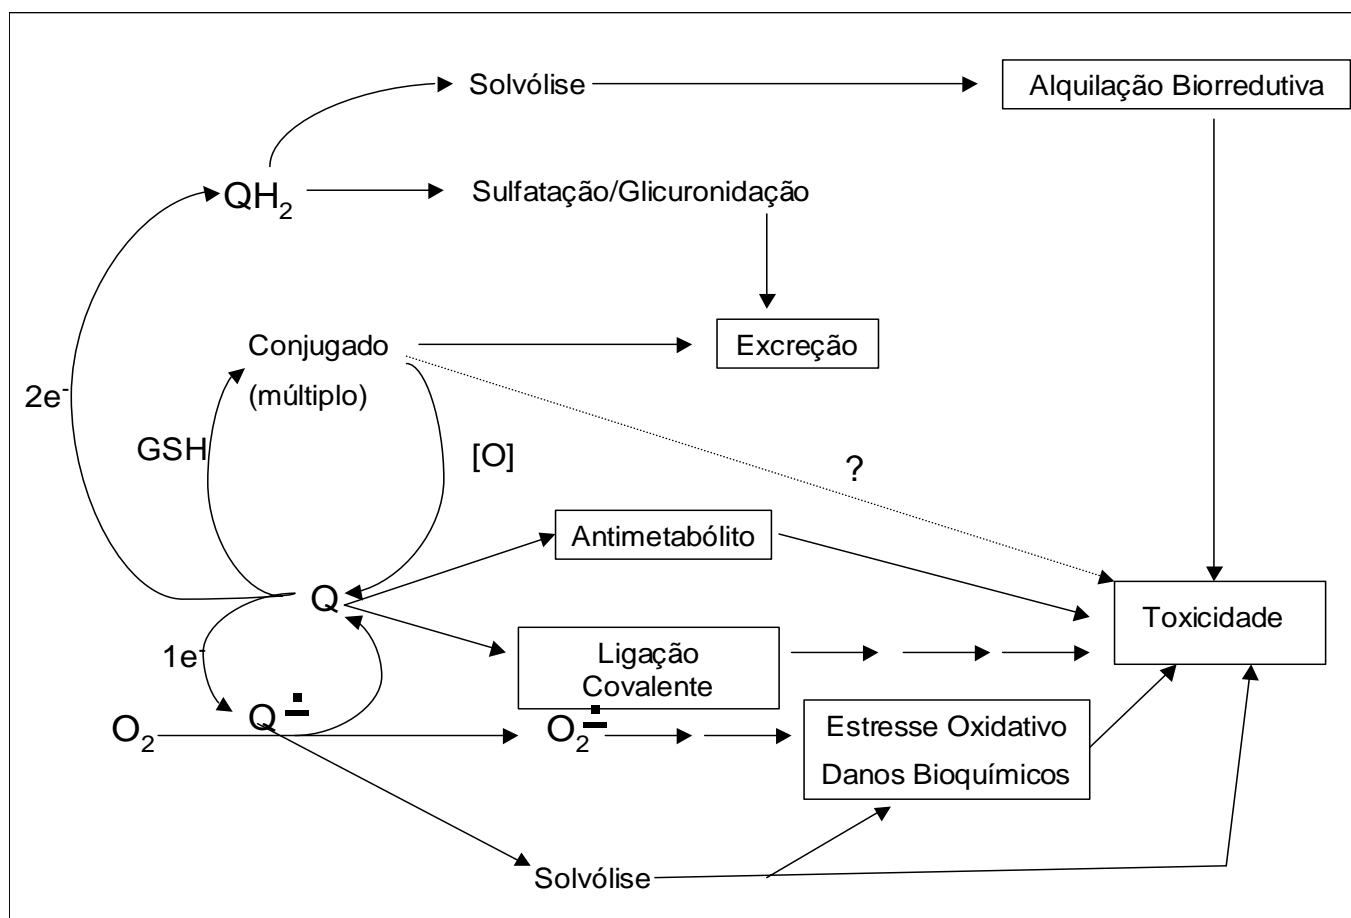 Solvólise
Alquilação Biorredutiva
QH₂
Sulfatação/Glicuronidação
Conjugado
(múltiplo)
Excreção
2e⁻
GSH
[O]
?
Antimetabólito
Q
Toxicidade
1e⁻
Ligação
Covalente
O₂
Q∸
O₂∸
Estresse Oxidativo
Danos Bioquímicos
Solvólise